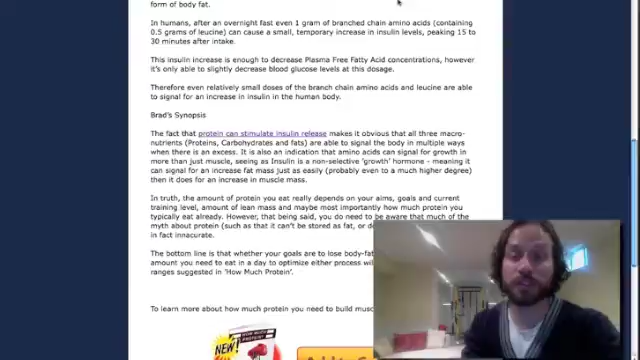 form of body fat.
In humans, after an overnight fast even 1 gram of branched chain amino acids (containing
0.5 grams of leucine) can cause a small, temporary increase in insulin levels, peaking 15 to
30 minutes after intake.
This insulin increase is enough to decrease Plasma Free Fatty Acid concentrations, however
it's only able to slightly decrease blood glucose levels at this dosage.
Therefore even relatively small doses of the branch chain amino acids and leucine are able
to signal for an increase in insulin in the human body.
Brad's Synopsis
The fact that protein can stimulate insulin release makes it obvious that all three macro-
nutrients (Proteins, Carbohydrates and fats) are able to signal the body in multiple ways
when there is an excess. It is also an indication that amino acids can signal for growth in
more than just muscle, seeing as Insulin is a non-selective 'growth' hormone - meaning it
can signal for an increase fat mass just as easily (probably even to a much higher degree)
then it does for an increase in muscle mass.
In truth, the amount of protein you eat really depends on your aims, goals and current
training level, amount of lean mass and maybe most importantly how much protein you
typically eat already. However, that being said, you do need to be aware that much of the
myth about protein (such as that it can't be stored as fat, or
in fact innacurate.
The bottom line is that whether your goals are to lose body-fat
amount you need to eat in a day to optimize either process
ranges suggested in 'How Much Protein'.
To learn more about how much protein you need to build
NEW!
HOW MUCH
PROTEIN?
Add to